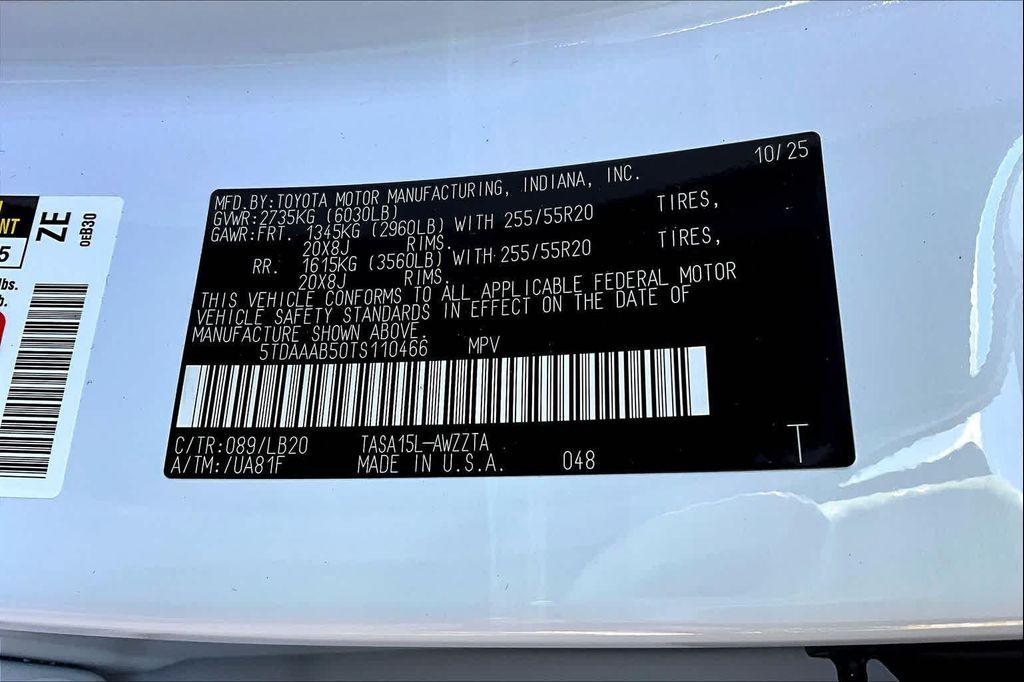 10/25
MFD.BY:TOYOTA MOTOR MANUFACTURING, INDIANA, INC.
GVWR:2735KG (6030LB)
GAWR:FRT. 1345KG (2960LB) WITH 255/55R20 TIRES,
20X8J RIMS.
RR. 1615KG (3560LB) WITH 255/55R20 TIRES,
20X8J RIMS.
THIS VEHICLE CONFORMS TO ALL APPLICABLE FEDERAL MOTOR
VEHICLE SAFETY STANDARDS IN EFFECT ON THE DATE OF
MANUFACTURE SHOWN ABOVE.
5TDAAAB50TS110466 MPV
C/TR:089/LB20 TASA15L-AWZZTA
A/TM:/UA81F MADE IN U.S.A. 048
T
NT
5
lbs.
b.
ZE
0EB30